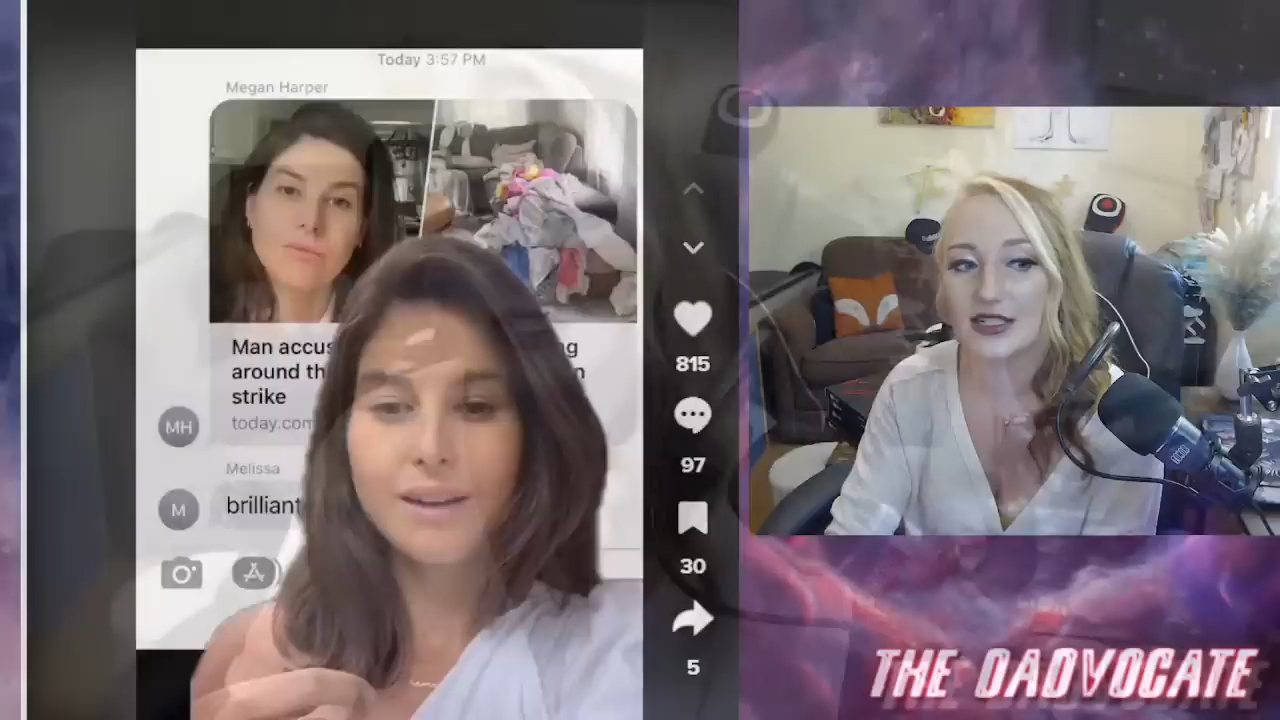 Today 3:57 PM
Megan Harper
Man accus
ng
around th
n
strike
MH
today.com
Melissa
M
brilliant
815
97
30
5
THE DADVOCATE